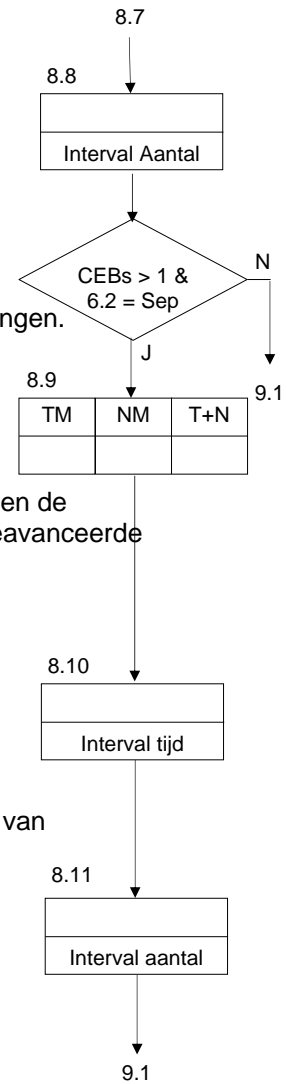 8.7
8.8
Interval Aantal
CEBs > 1 &
6.2 = Sep
N
ngen.
J
9.1
8.9
TM NM T+N
en de
eavanceerde
8.10
Interval tijd
van
8.11
Interval aantal
9.1